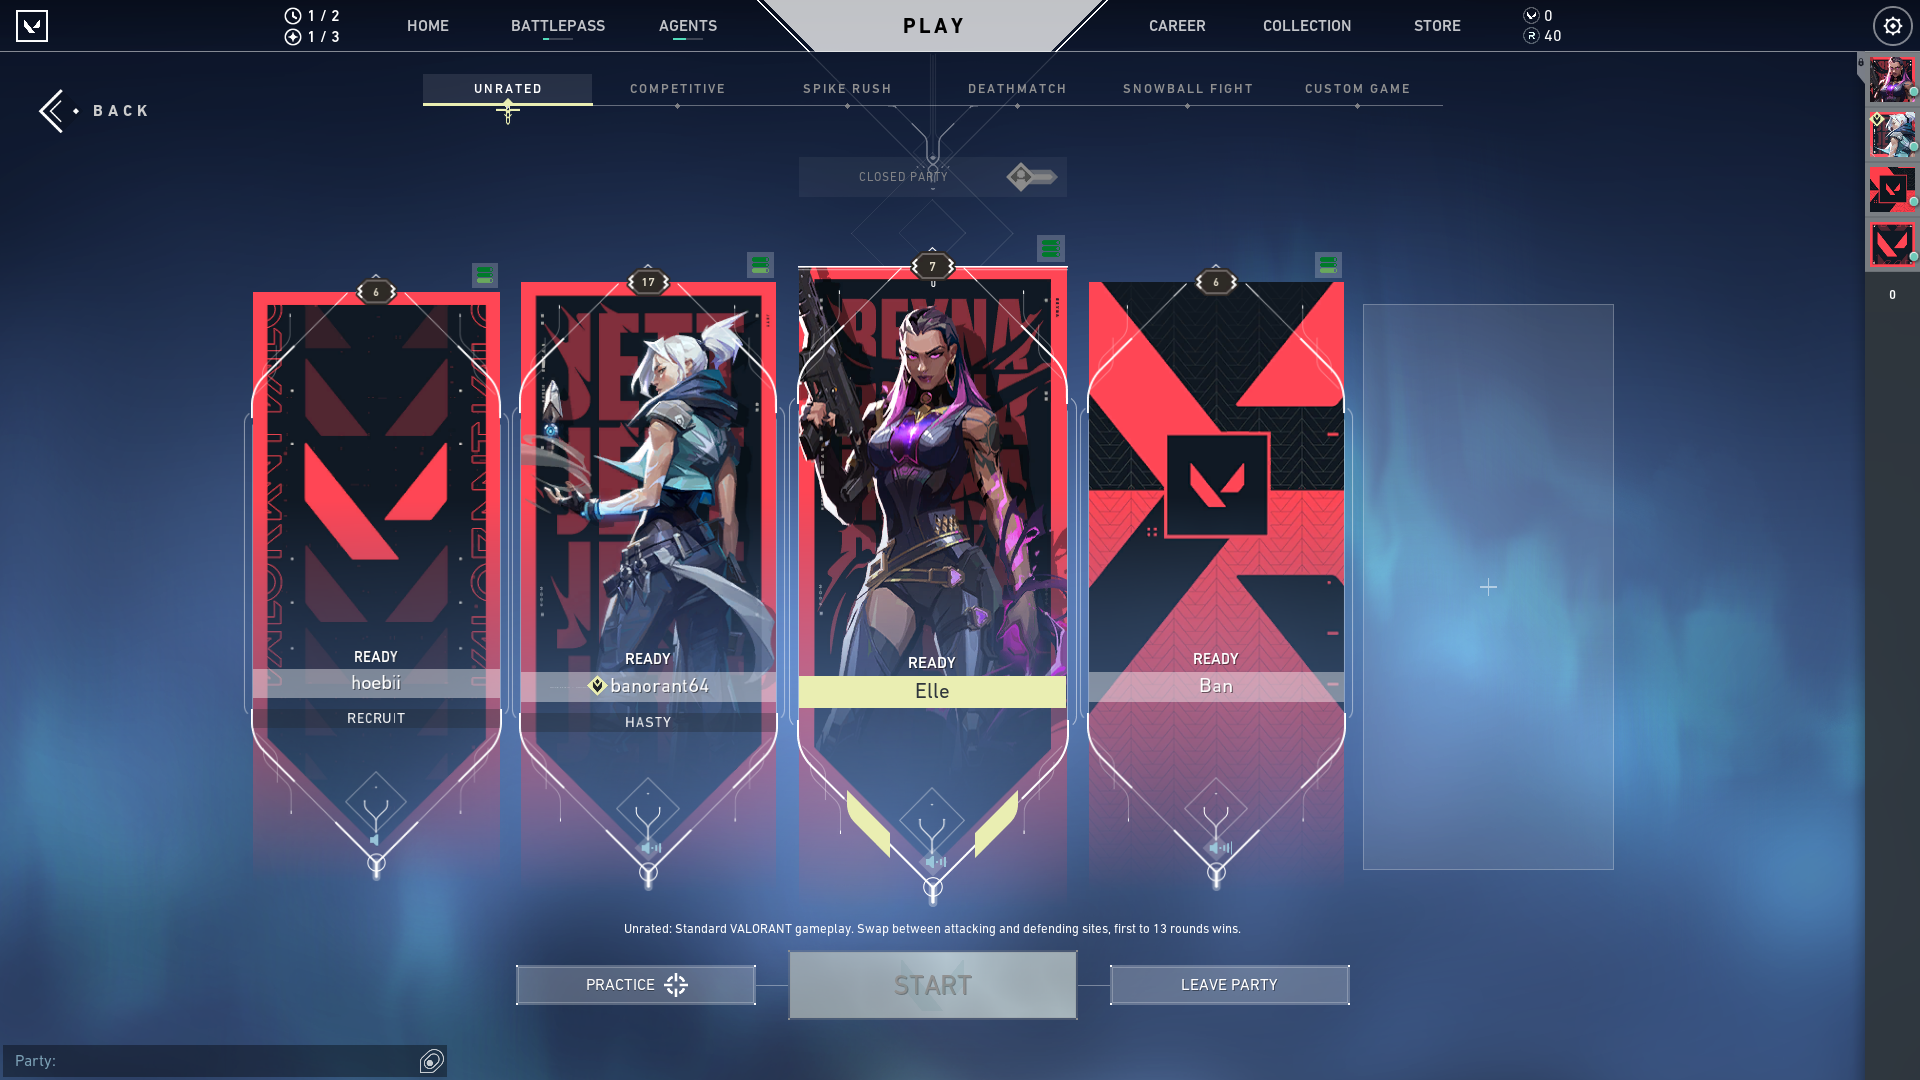 1 / 2
1 / 3
HOME
BATTLEPASS
AGENTS
PLAY
CAREER
COLLECTION
STORE
0
R 40
BACK
UNRATED
COMPETITIVE
SPIKE RUSH
DEATHMATCH
SNOWBALL FIGHT
CUSTOM GAME
CLOSED PARTY
6
17
7
6
0
JETT
REYNA
READY
hoebii
RECRUIT
READY
banorant64
HASTY
READY
Elle
READY
Ban
Unrated: Standard VALORANT gameplay. Swap between attacking and defending sites, first to 13 rounds wins.
PRACTICE
START
LEAVE PARTY
Party: